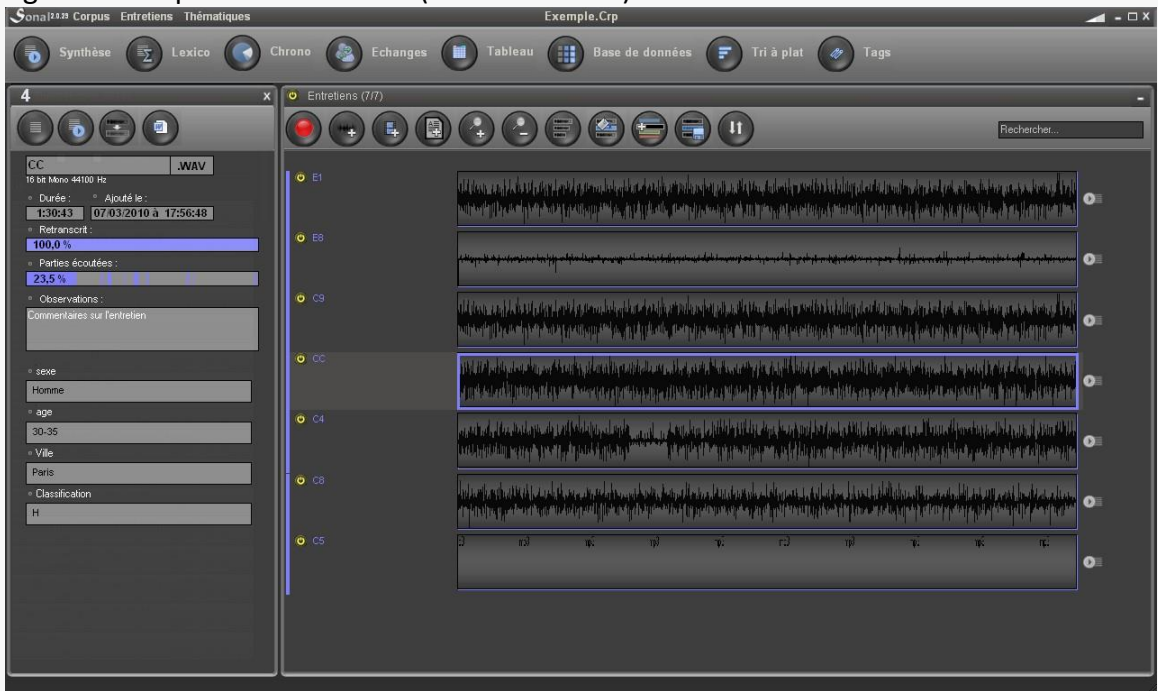 Sonal 2.0.29 Corpus Entretiens Thématiques Exemple.Crp
Synthèse Lexico Chrono Echanges Tableau Base de données Tri à plat Tags
4 x
Entretiens (7/7)
Rechercher...
CC .WAV
16 bit Mono 44100 Hz
Durée : Ajouté le :
1:30:43 07/03/2010 à 17:56:48
Retranscrit :
100,0 %
Parties écoutées :
23,5 %
Observations :
Commentaires sur l'entretien
sexe
Homme
age
30-35
Ville
Paris
Classification
H
E1
E8
C9
CC
C4
C8
C5